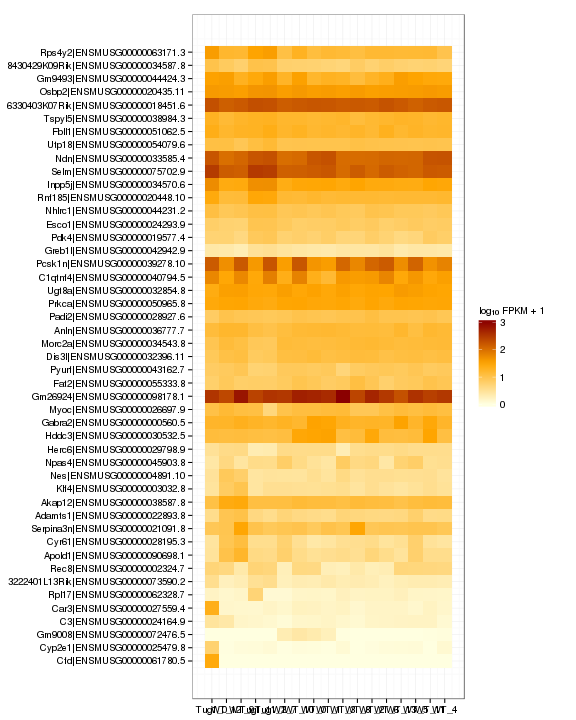 Rps4y2|ENSMUSG00000063171.3
8430429K09Rik|ENSMUSG00000034587.8
Gm9493|ENSMUSG00000044424.3
Osbp2|ENSMUSG00000020435.11
6330403K07Rik|ENSMUSG00000018451.6
Tspyl5|ENSMUSG00000038984.3
Fbll1|ENSMUSG00000051062.5
Utp18|ENSMUSG00000054079.6
Ndn|ENSMUSG00000033585.4
Selm|ENSMUSG00000075702.9
Inpp5j|ENSMUSG00000034570.6
Rnf185|ENSMUSG00000020448.10
Nhlrc1|ENSMUSG00000044231.2
Esco1|ENSMUSG00000024293.9
Pdk4|ENSMUSG00000019577.4
Greb1l|ENSMUSG00000042942.9
Pcsk1n|ENSMUSG00000039278.10
C1qtnf4|ENSMUSG00000040794.5
Ugt8a|ENSMUSG00000032854.8
Prkca|ENSMUSG00000050965.8
Padi2|ENSMUSG00000028927.6
Anln|ENSMUSG00000036777.7
Morc2a|ENSMUSG00000034543.8
Dis3l|ENSMUSG00000032396.11
Pyurf|ENSMUSG00000043162.7
Fat2|ENSMUSG00000055333.8
Gm26924|ENSMUSG00000098178.1
Myoc|ENSMUSG00000026697.9
Gabra2|ENSMUSG00000000560.5
Hddc3|ENSMUSG00000030532.5
Herc6|ENSMUSG00000029798.9
Npas4|ENSMUSG00000045903.8
Nes|ENSMUSG00000004891.10
Klf4|ENSMUSG00000003032.8
Akap12|ENSMUSG00000038587.8
Adamts1|ENSMUSG00000022893.8
Serpina3n|ENSMUSG00000021091.8
Cyr61|ENSMUSG00000028195.3
Apold1|ENSMUSG00000090698.1
Rec8|ENSMUSG00000002324.7
3222401L13Rik|ENSMUSG00000073590.2
Rpl17|ENSMUSG00000062328.7
Car3|ENSMUSG00000027559.4
C3|ENSMUSG00000024164.9
Gm9008|ENSMUSG00000072476.5
Cyp2e1|ENSMUSG00000025479.8
Cfd|ENSMUSG00000061780.5
log₁₀ FPKM + 1
3
2
1
0